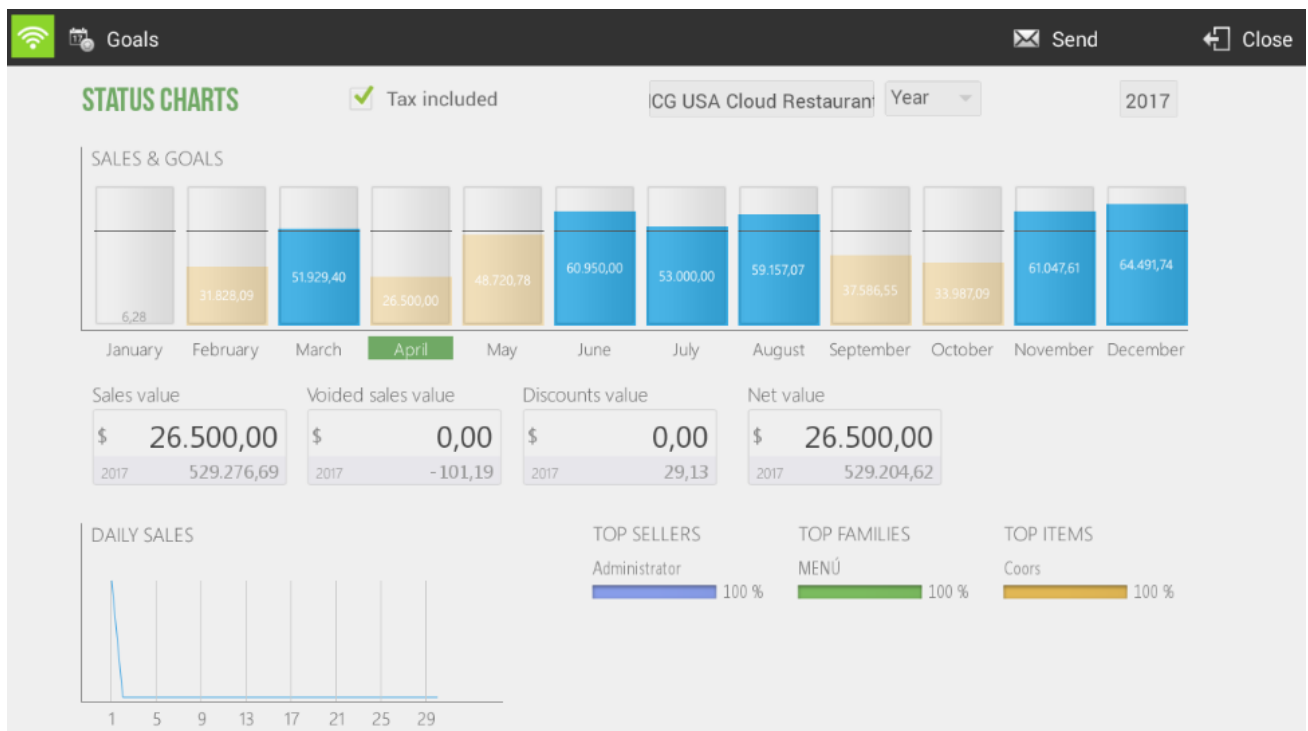 Goals
Send
Close
STATUS CHARTS
Tax included
ICG USA Cloud Restaurant
Year
2017
SALES & GOALS
6,28
31.828,09
51.929,40
26.500,00
48.720,78
60.950,00
53.000,00
59.157,07
37.586,55
33.987,09
61.047,61
64.491,74
January February March April May June July August September October November December
Sales value
Voided sales value
Discounts value
Net value
$ 26.500,00
$ 0,00
$ 0,00
$ 26.500,00
2017 529.276,69
2017 -101,19
2017 29,13
2017 529.204,62
DAILY SALES
1 5 9 13 17 21 25 29
TOP SELLERS
Administrator
100 %
TOP FAMILIES
MENÚ
100 %
TOP ITEMS
Coors
100 %